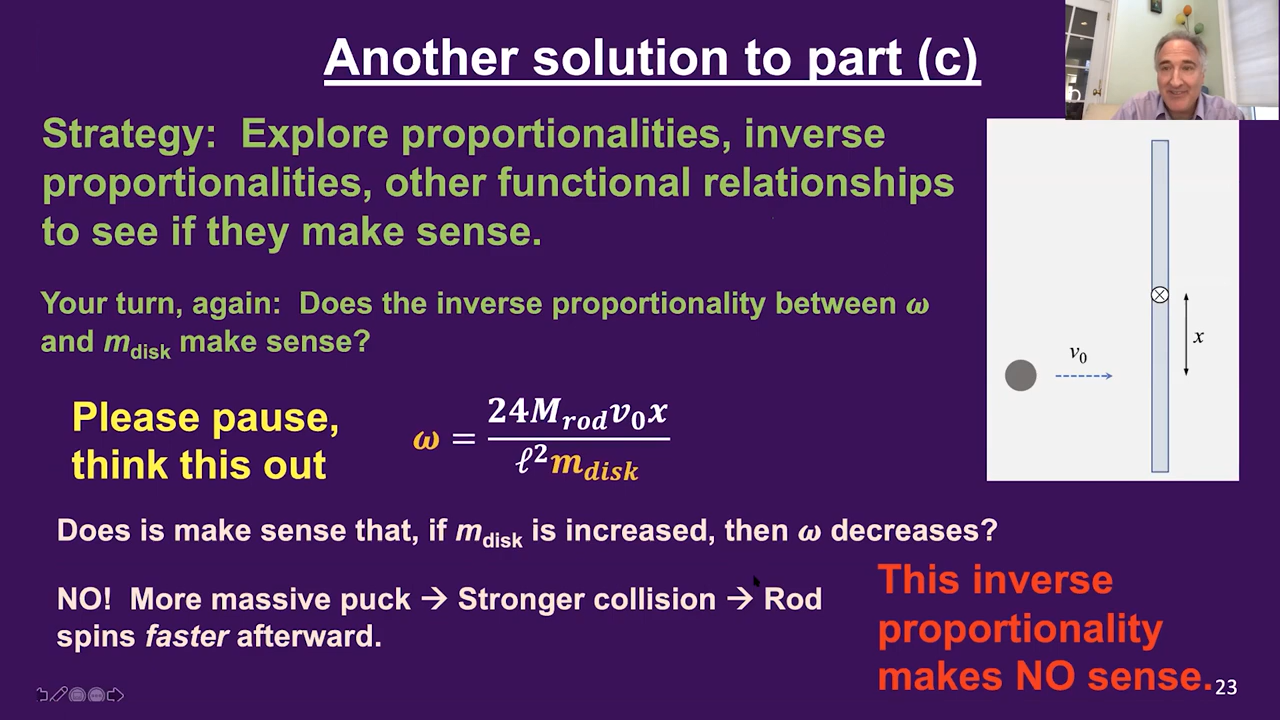 Another solution to part (c)
Strategy: Explore proportionalities, inverse
proportionalities, other functional relationships
to see if they make sense.
Your turn, again: Does the inverse proportionality between ω
and m_disk make sense?
Please pause,
think this out
ω = 24M_rod v_0 x / ℓ² m_disk
v_0
x
Does is make sense that, if m_disk is increased, then ω decreases?
NO! More massive puck → Stronger collision → Rod
spins faster afterward.
This inverse
proportionality
makes NO sense.
23